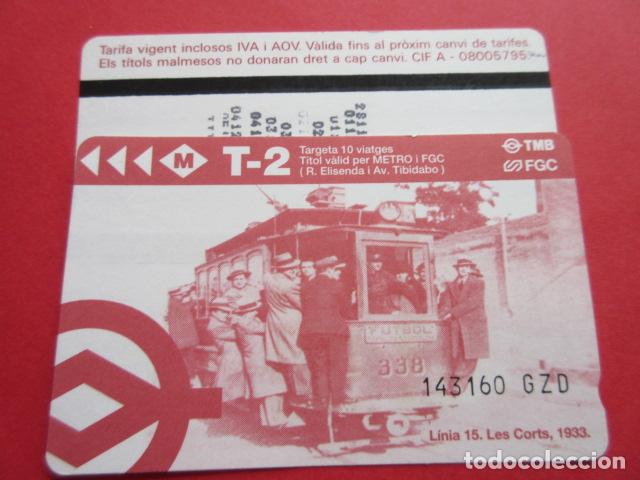 Tarifa vigent inclosos IVA i AOV. Vàlida fins al pròxim canvi de tarifes.
Els títols malmesos no donaran dret a cap canvi. CIF A - 08005795
M T-2
Targeta 10 viatges
Títol vàlid per METRO i FGC
( R. Elisenda i Av. Tibidabo )
TMB
FGC
FUTBOL
338
143160 GZD
Línia 15. Les Corts, 1933.
todocoleccion.net